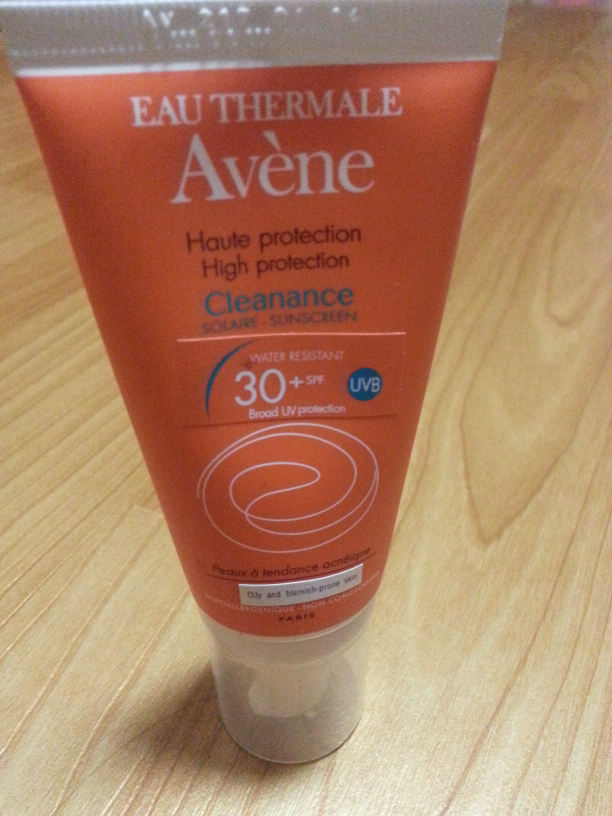 EAU THERMALE
Avène
Haute protection
High protection
Cleanance
SOLAIRE - SUNSCREEN
WATER RESISTANT
30+ SPF
UVB
Broad UV protection
Peaux à tendance acnéique
Oily and blemish-prone skin
PARIS